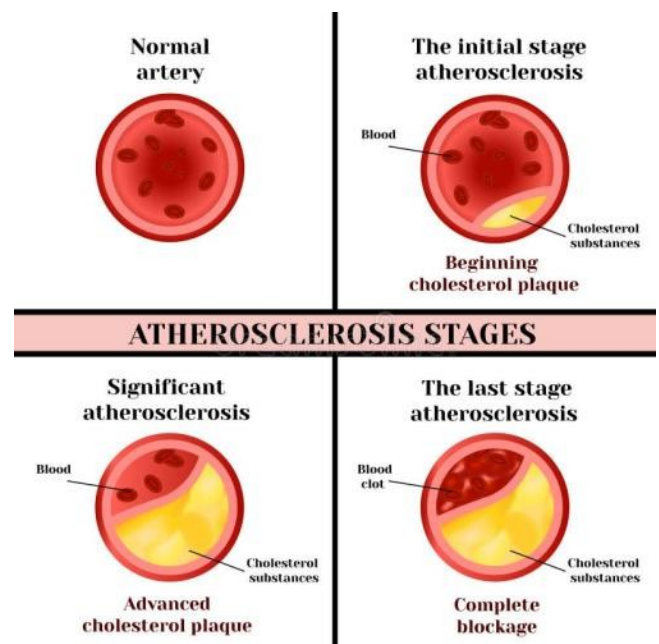 Normal
artery
The initial stage
atherosclerosis
Blood
Cholesterol
substances
Beginning
cholesterol plaque
ATHEROSCLEROSIS STAGES
Significant
atherosclerosis
Blood
Cholesterol
substances
Advanced
cholesterol plaque
The last stage
atherosclerosis
Blood
clot
Cholesterol
substances
Complete
blockage